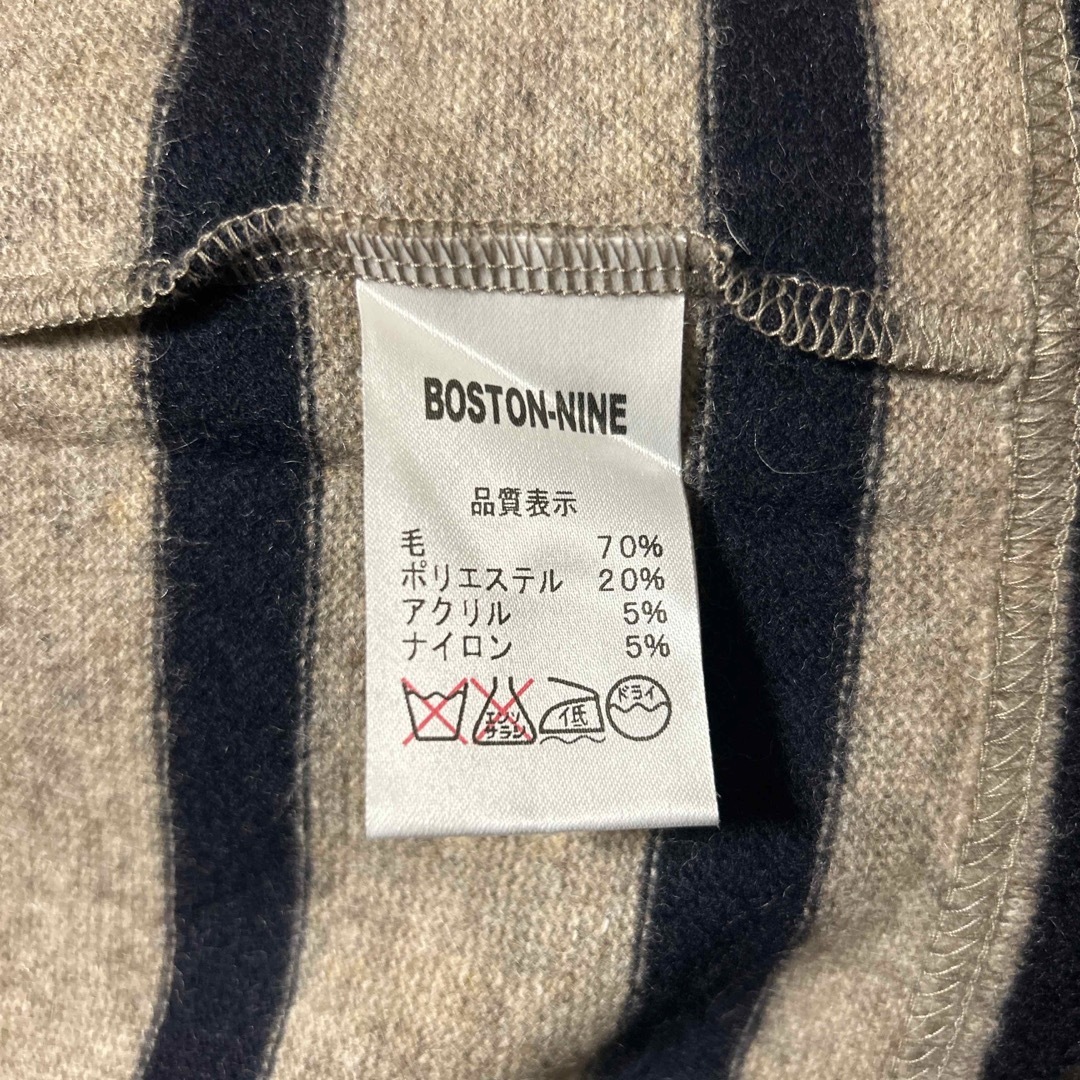 BOSTON-NINE
品質表示
毛 70%
ポリエステル 20%
アクリル 5%
ナイロン 5%
エンソ サラシ イ低 ドライ